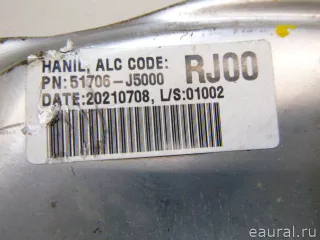 HANIL, ALC CODE: RJ00
PN:51706-J5000
DATE:20210708, L/S:01002
eaural.ru